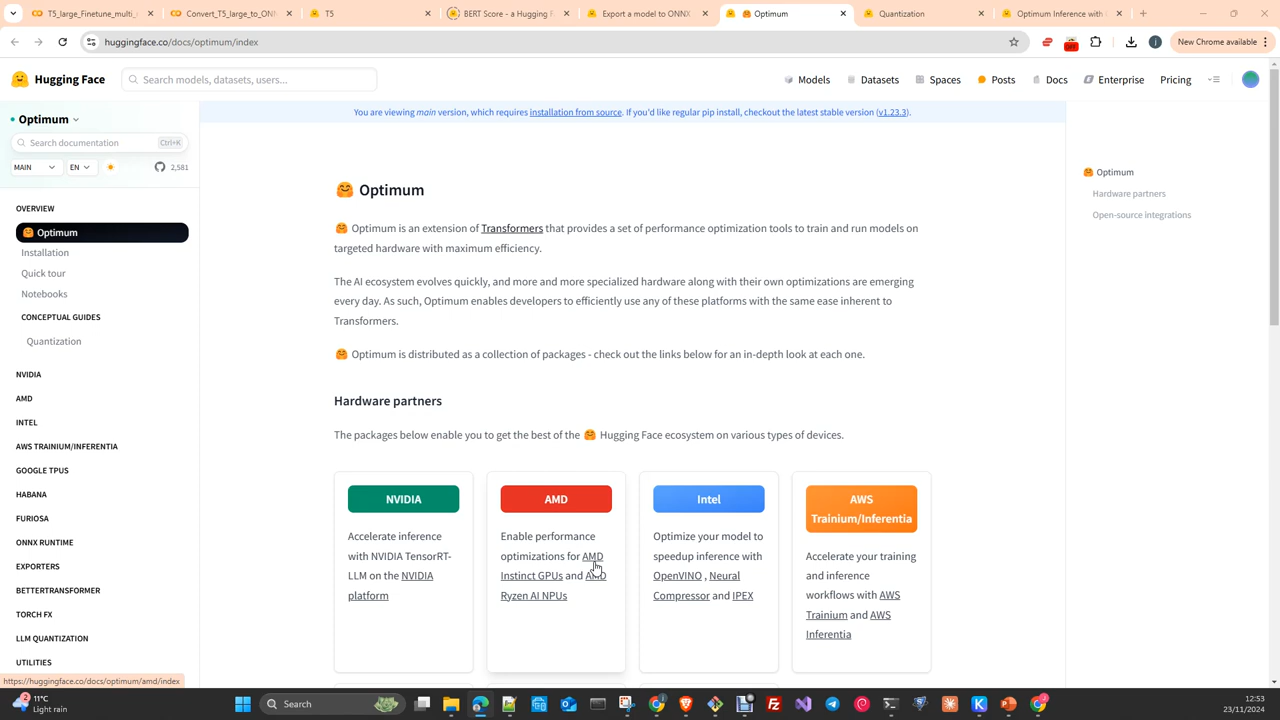 T5_large_Finetune_multi_
Convert_T5_large_to_ONN
T5
BERT Score - a Hugging F
Export a model to ONNX
Optimum
Quantization
Optimum Inference with
huggingface.co/docs/optimum/index
OFF
New Chrome available
Hugging Face
Search models, datasets, users...
Models
Datasets
Spaces
Posts
Docs
Enterprise
Pricing
Optimum
Search documentation
Ctrl+K
MAIN
EN
2,581
OVERVIEW
Optimum
Installation
Quick tour
Notebooks
CONCEPTUAL GUIDES
Quantization
NVIDIA
AMD
INTEL
AWS TRAINIUM/INFERENTIA
GOOGLE TPUS
HABANA
FURIOSA
ONNX RUNTIME
EXPORTERS
BETTERTRANSFORMER
TORCH FX
LLM QUANTIZATION
UTILITIES
You are viewing main version, which requires installation from source. If you'd like regular pip install, checkout the latest stable version (v1.23.3).
Optimum
Optimum is an extension of Transformers that provides a set of performance optimization tools to train and run models on
targeted hardware with maximum efficiency.
The AI ecosystem evolves quickly, and more and more specialized hardware along with their own optimizations are emerging
every day. As such, Optimum enables developers to efficiently use any of these platforms with the same ease inherent to
Transformers.
Optimum is distributed as a collection of packages - check out the links below for an in-depth look at each one.
Hardware partners
The packages below enable you to get the best of the Hugging Face ecosystem on various types of devices.
NVIDIA
Accelerate inference
with NVIDIA TensorRT-
LLM on the NVIDIA
platform
AMD
Enable performance
optimizations for AMD
Instinct GPUs and AMD
Ryzen AI NPUs
Intel
Optimize your model to
speedup inference with
OpenVINO , Neural
Compressor and IPEX
AWS
Trainium/Inferentia
Accelerate your training
and inference
workflows with AWS
Trainium and AWS
Inferentia
Optimum
Hardware partners
Open-source integrations
https://huggingface.co/docs/optimum/amd/index
2
11°C
Light rain
Search
12:53
23/11/2024